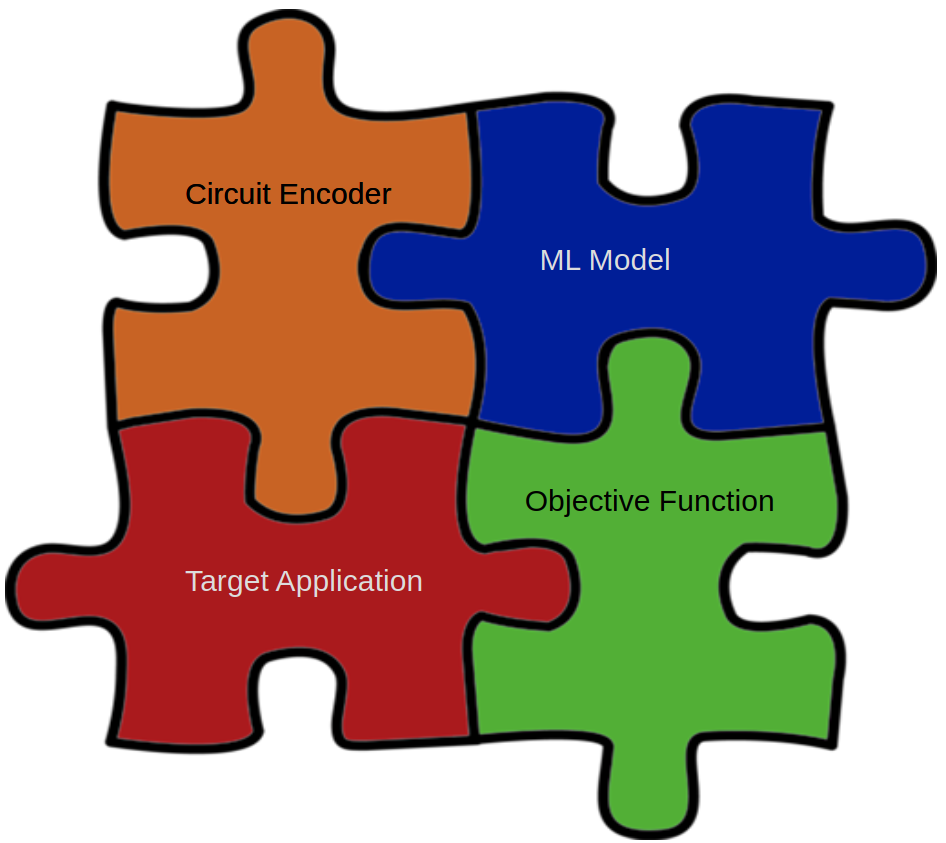 Circuit Encoder
ML Model
Objective Function
Target Application